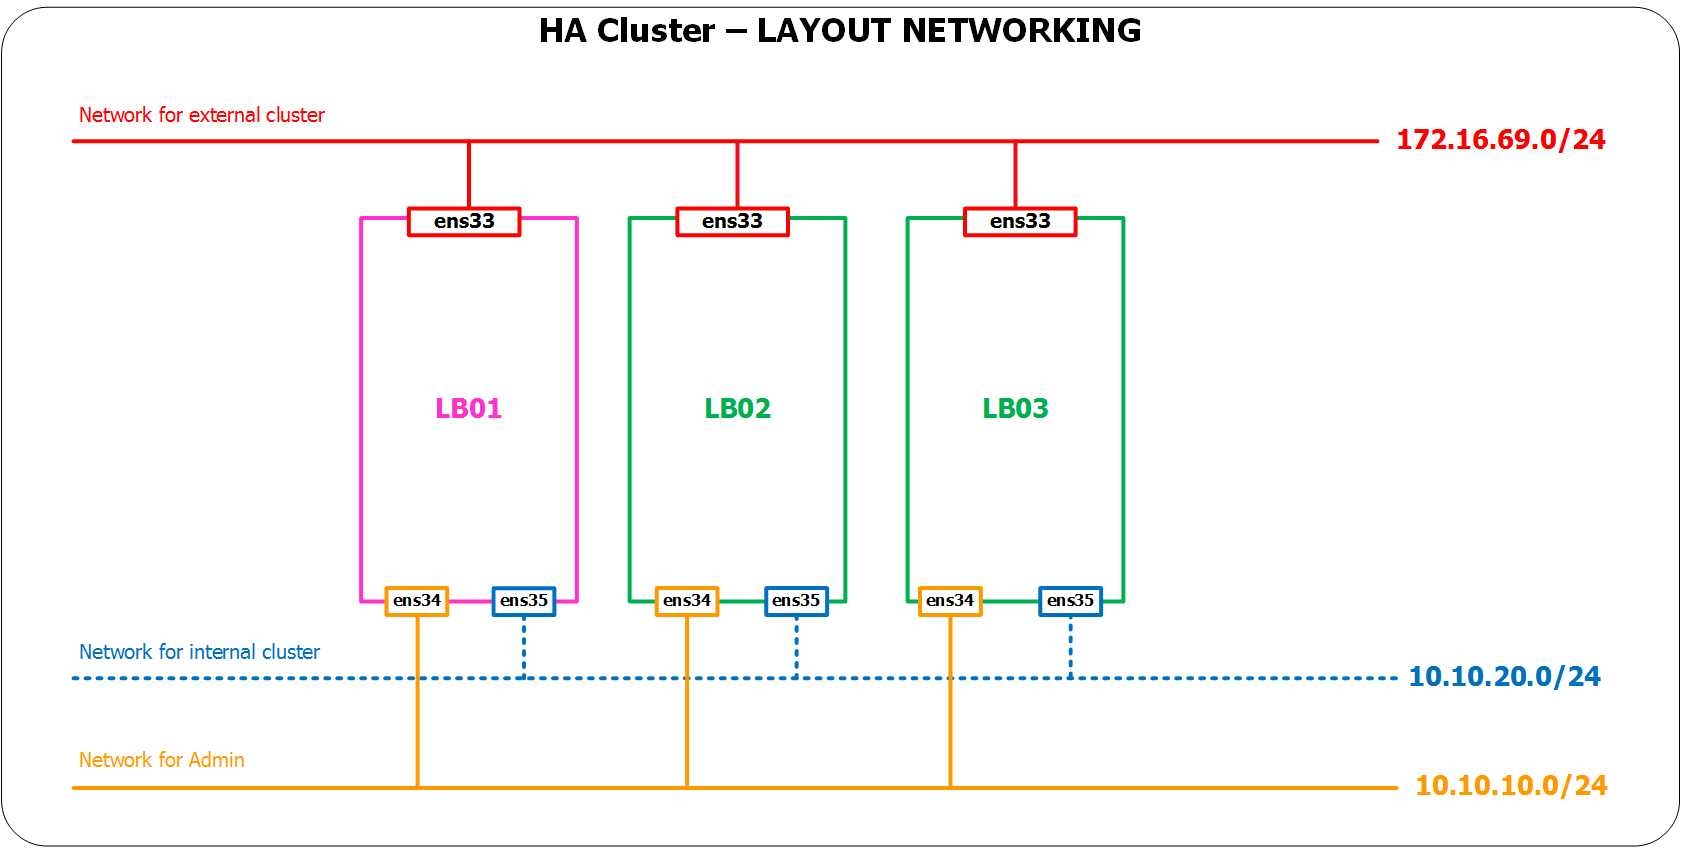 HA Cluster – LAYOUT NETWORKING
Network for external cluster
172.16.69.0/24
ens33
ens33
ens33
LB01
LB02
LB03
ens34
ens35
ens34
ens35
ens34
ens35
Network for internal cluster
10.10.20.0/24
Network for Admin
10.10.10.0/24